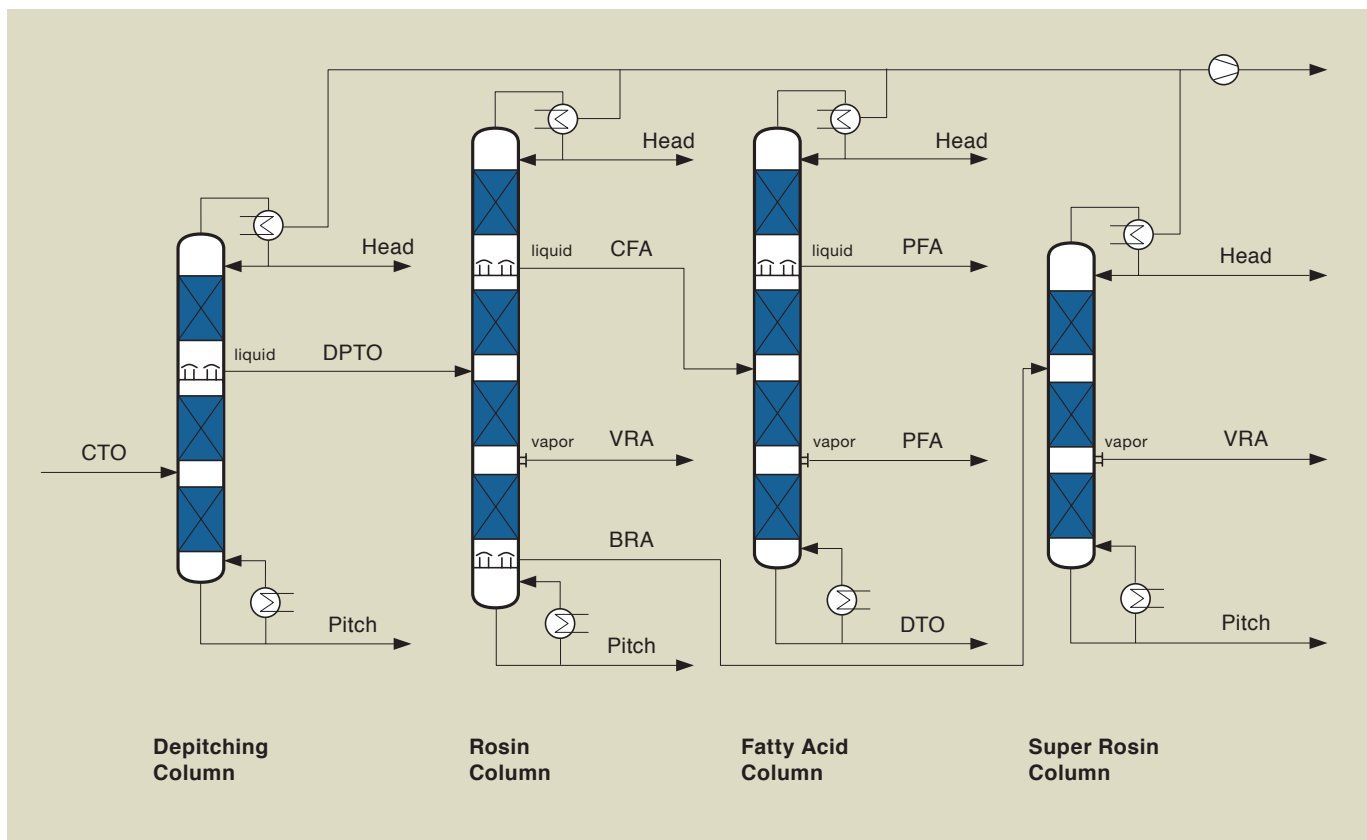 Head
Head
liquid
CFA
liquid
PFA
Head
Head
liquid
DPTO
CTO
vapor
VRA
vapor
PFA
vapor
VRA
BRA
Pitch
Pitch
DTO
Pitch
Depitching
Column
Rosin
Column
Fatty Acid
Column
Super Rosin
Column